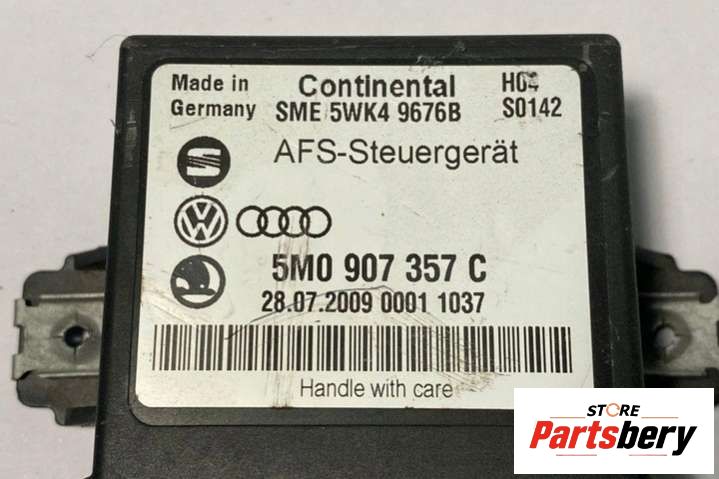 Made in Germany
Continental
SME 5WK4 9676B
H04
S0142
AFS-Steuergerät
5M0 907 357 C
28.07.2009 0001 1037
Handle with care
STORE
Partsbery